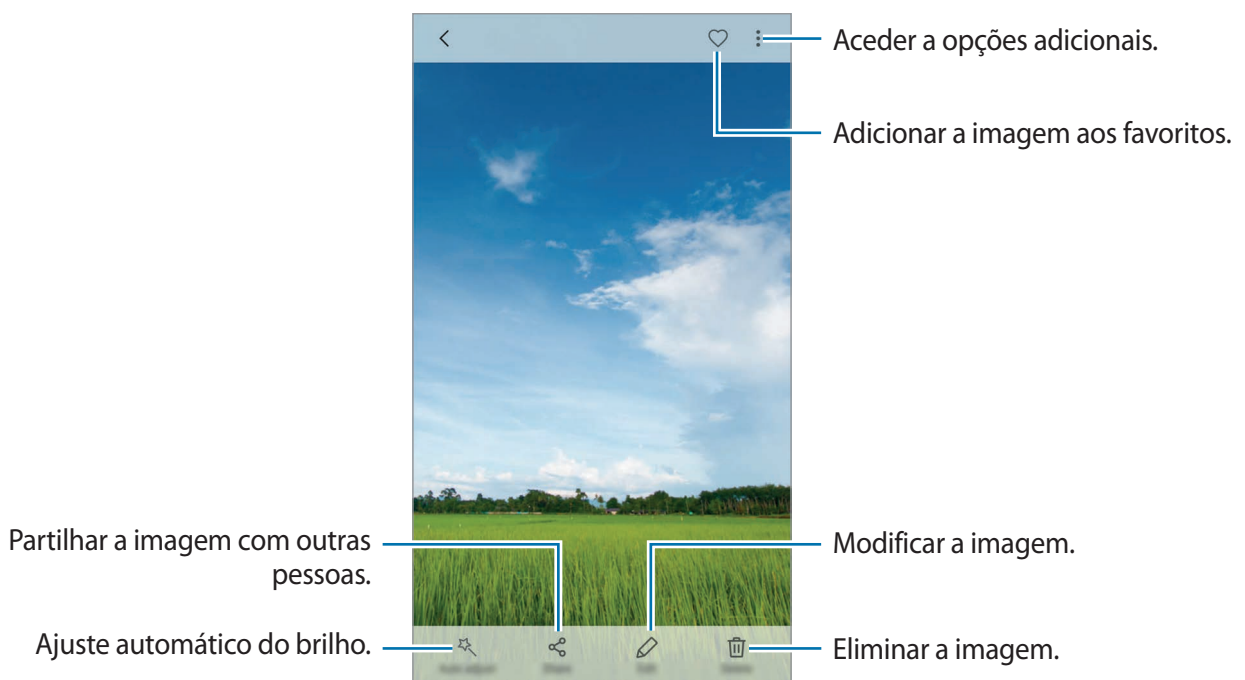 Aceder a opções adicionais.
Adicionar a imagem aos favoritos.
Partilhar a imagem com outras
pessoas.
Modificar a imagem.
Ajuste automático do brilho.
Eliminar a imagem.